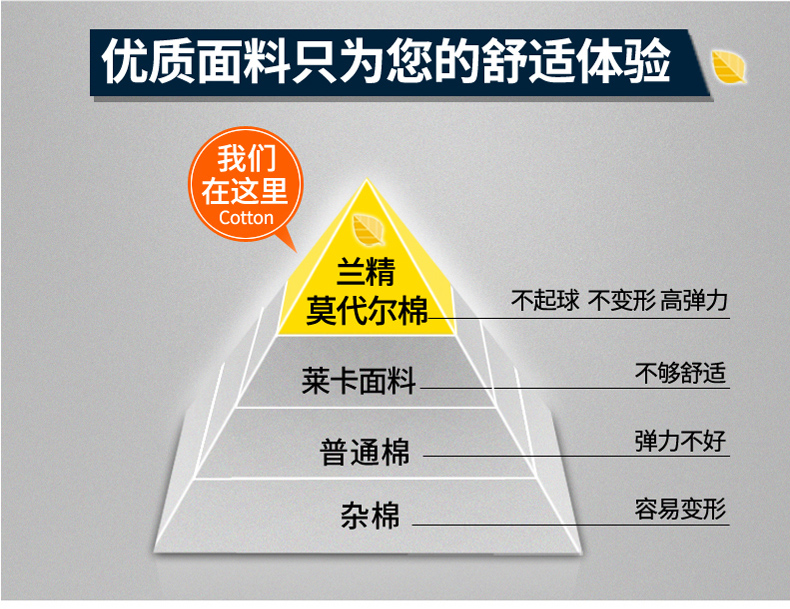 优质面料只为您的舒适体验
我们
在这里
Cotton
兰精
莫代尔棉
不起球 不变形 高弹力
莱卡面料
不够舒适
普通棉
弹力不好
杂棉
容易变形